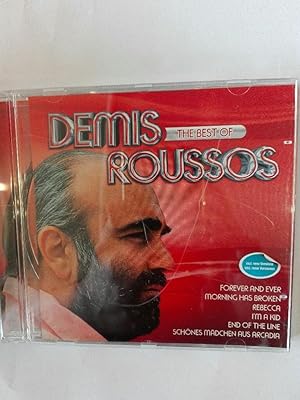 DEMIS
THE BEST OF
ROUSSOS
FOREVER AND EVER
MORNING HAS BROKEN
REBECCA
I'M A KID
END OF THE LINE
SCHÖNES MÄDCHEN AUS ARCADIA